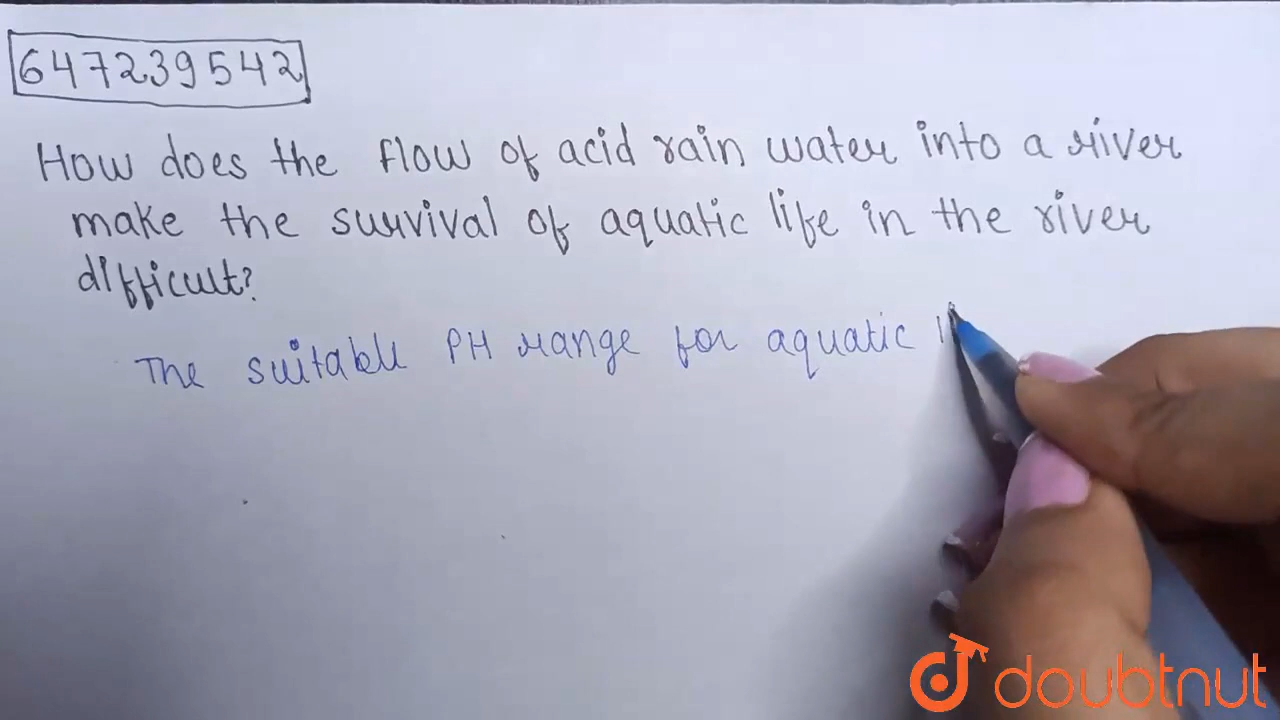 647239542
How does the flow of acid rain water into a river
make the survival of aquatic life in the river
difficult?
The suitable PH range for aquatic li
doubtnut